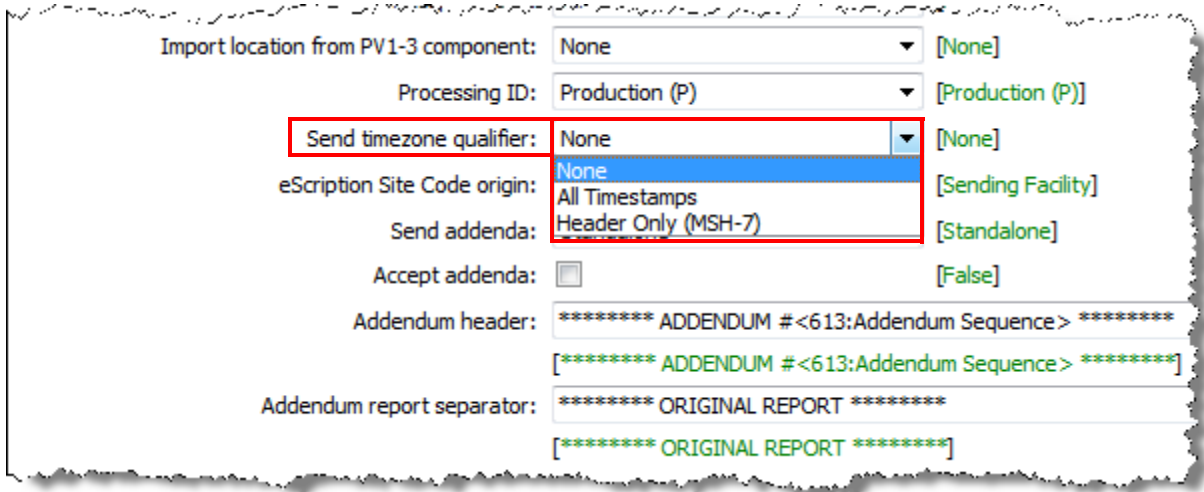 Import location from PV1-3 component: None [None]
Processing ID: Production (P) [Production (P)]
Send timezone qualifier: None [None]
None
eScription Site Code origin: [Sending Facility]
All Timestamps
Header Only (MSH-7)
Send addenda: Standalone [Standalone]
Accept addenda: [False]
Addendum header: ******** ADDENDUM #<613:Addendum Sequence> ********
[******** ADDENDUM #<613:Addendum Sequence> ********]
Addendum report separator: ******** ORIGINAL REPORT ********
[******** ORIGINAL REPORT ********]